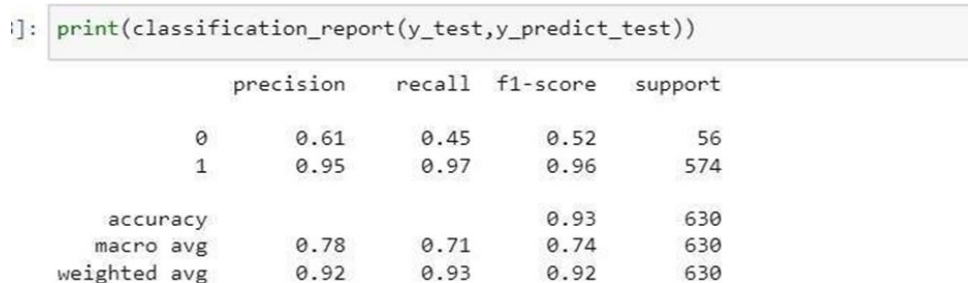 ]: print(classification_report(y_test,y_predict_test))
precision recall f1-score support
0 0.61 0.45 0.52 56
1 0.95 0.97 0.96 574
accuracy 0.93 630
macro avg 0.78 0.71 0.74 630
weighted avg 0.92 0.93 0.92 630